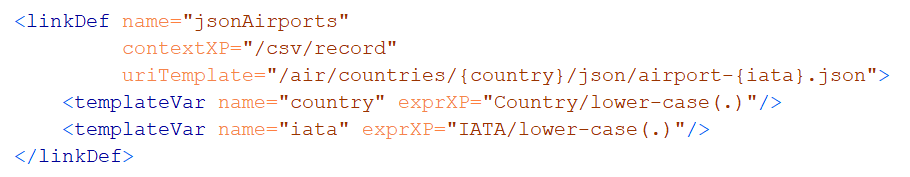 <linkDef name="jsonAirports"
         contextXP="/csv/record"
         uriTemplate="/air/countries/{country}/json/airport-{iata}.json">
    <templateVar name="country" exprXP="Country/lower-case(.)"/>
    <templateVar name="iata" exprXP="IATA/lower-case(.)"/>
</linkDef>